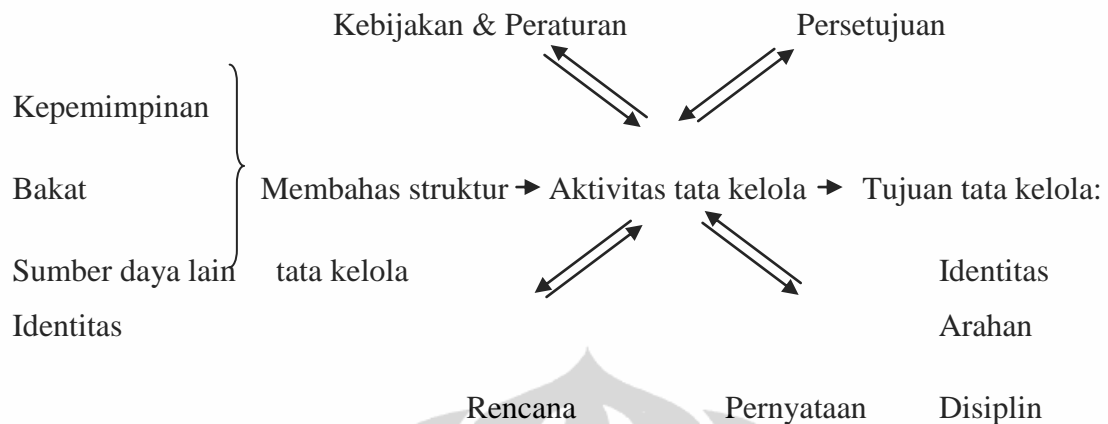 Kebijakan & Peraturan Persetujuan
Kepemimpinan
Bakat Membahas struktur Aktivitas tata kelola Tujuan tata kelola:
Sumber daya lain tata kelola Identitas
Identitas Arahan
Rencana Pernyataan Disiplin